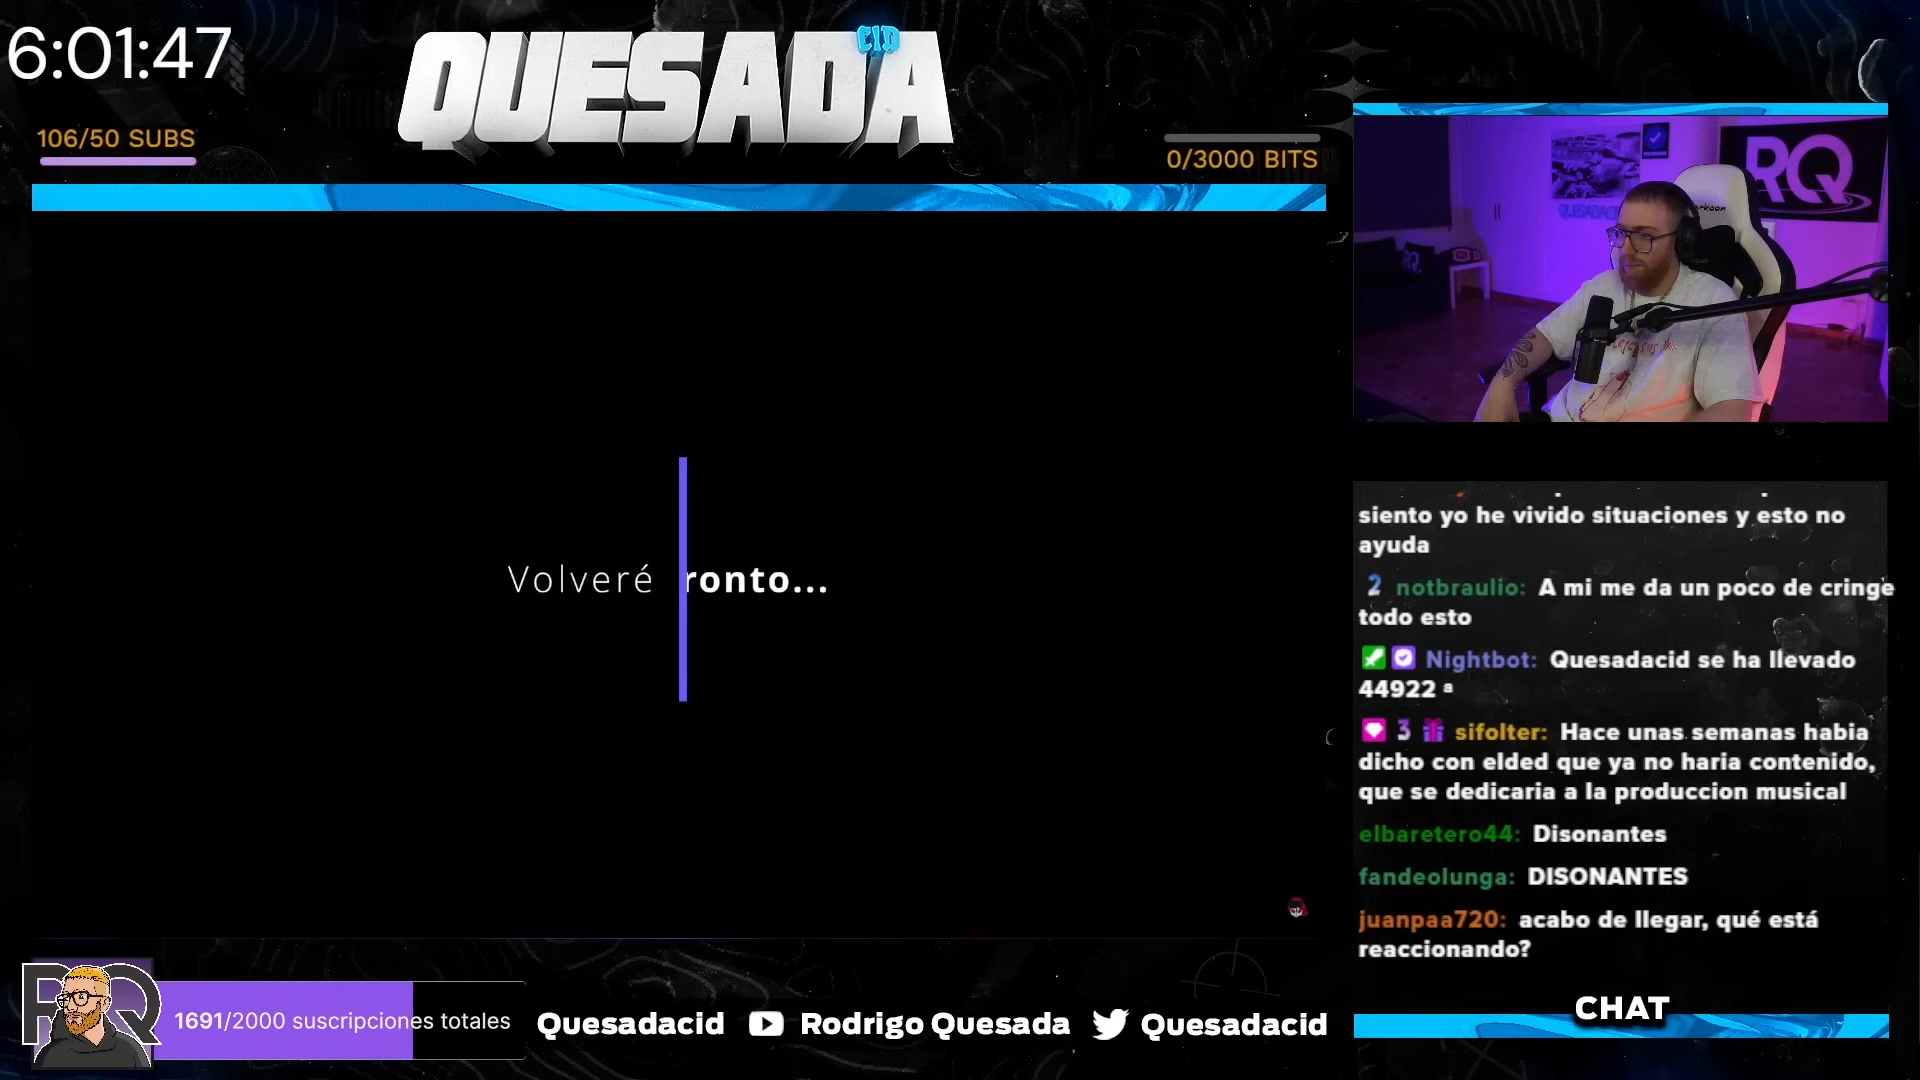 6:01:47
QUESADA
CID
106/50 SUBS
0/3000 BITS
RQ
Volveré ronto...
siento yo he vivido situaciones y esto no
ayuda
2 notbraulio: A mi me da un poco de cringe
todo esto
Nightbot: Quesadacid se ha llevado
44922 ª
3 sifolter: Hace unas semanas habia
dicho con elded que ya no haria contenido,
que se dedicaria a la produccion musical
elbaretero44: Disonantes
fandeolunga: DISONANTES
juanpaa720: acabo de llegar, qué está
reaccionando?
CHAT
RQ
1691/2000 suscripciones totales
Quesadacid
Rodrigo Quesada
Quesadacid